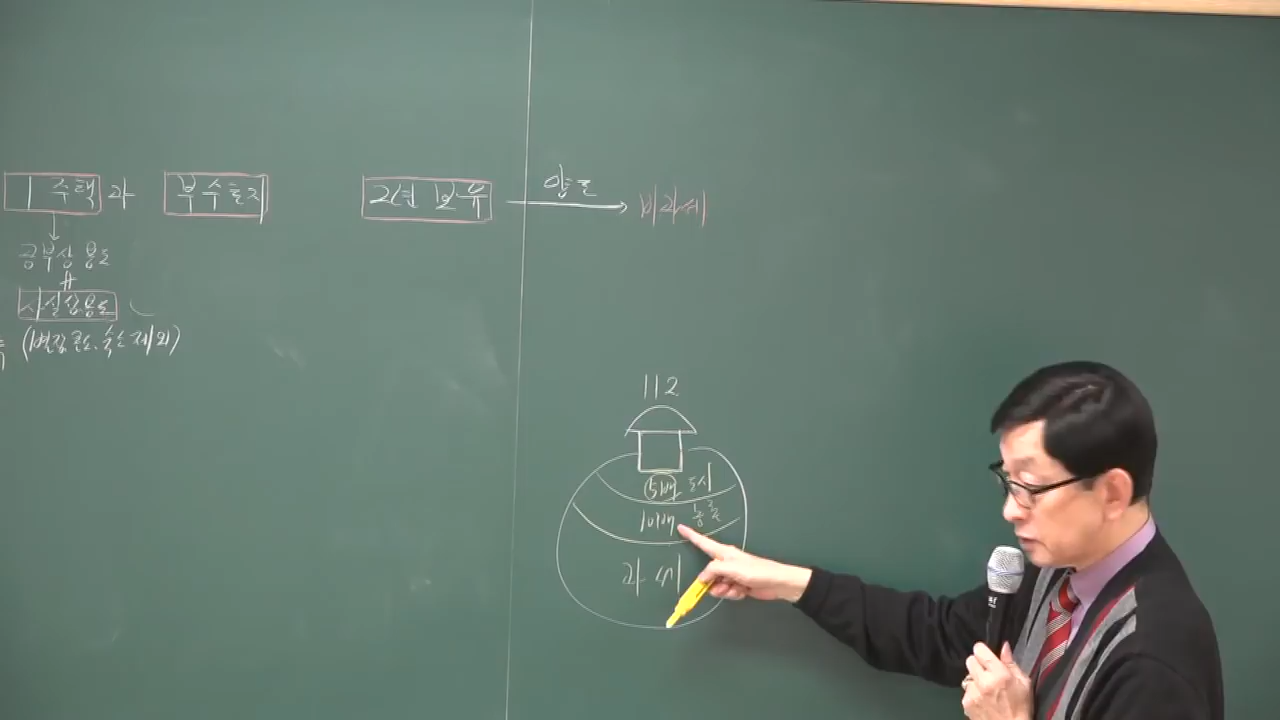 1 주택 과 부수토지 2년 보유 양도 비과세
공부상 용도
사실상용도
(별장, 콘도, 숙소 제외)
112
5배 도시
10배
과세